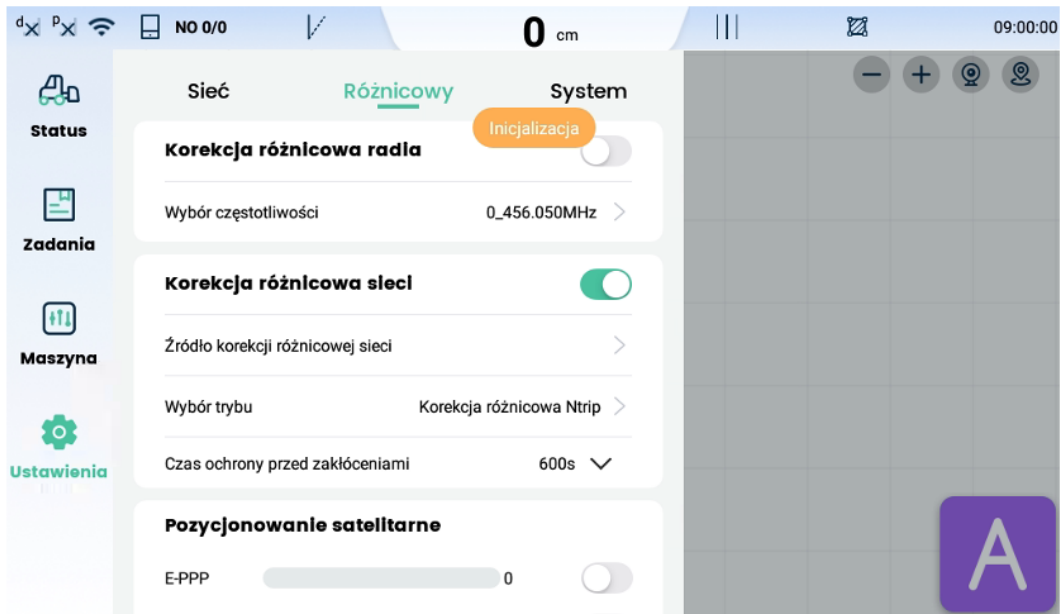 d P NO 0/0 0 cm 09:00:00
Status
Zadania
Maszyna
Ustawienia
Sieć Różnicowy System
Inicjalizacja
Korekcja różnicowa radia
Wybór częstotliwości 0_456.050MHz
Korekcja różnicowa sieci
Źródło korekcji różnicowej sieci
Wybór trybu Korekcja różnicowa Ntrip
Czas ochrony przed zakłóceniami 600s
Pozycjonowanie satelitarne
E-PPP 0
A